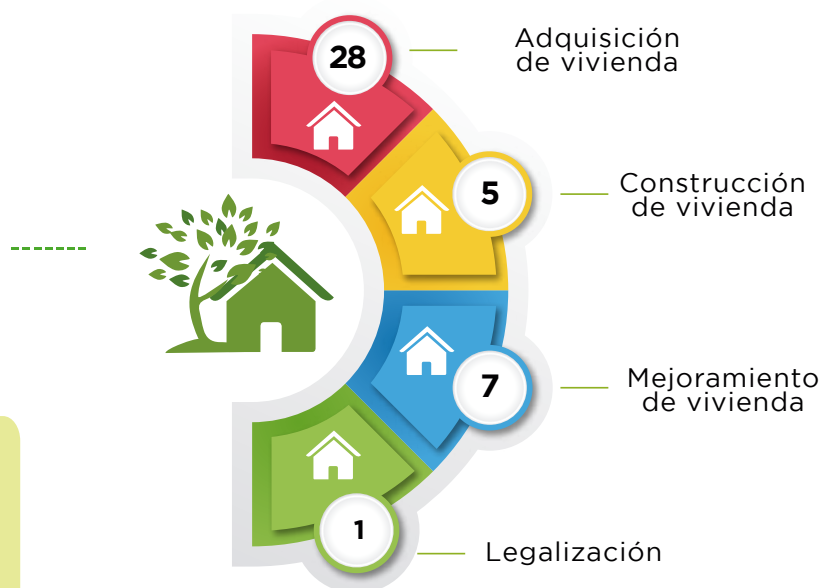 28
Adquisición
de vivienda
5
Construcción
de vivienda
7
Mejoramiento
de vivienda
1
Legalización